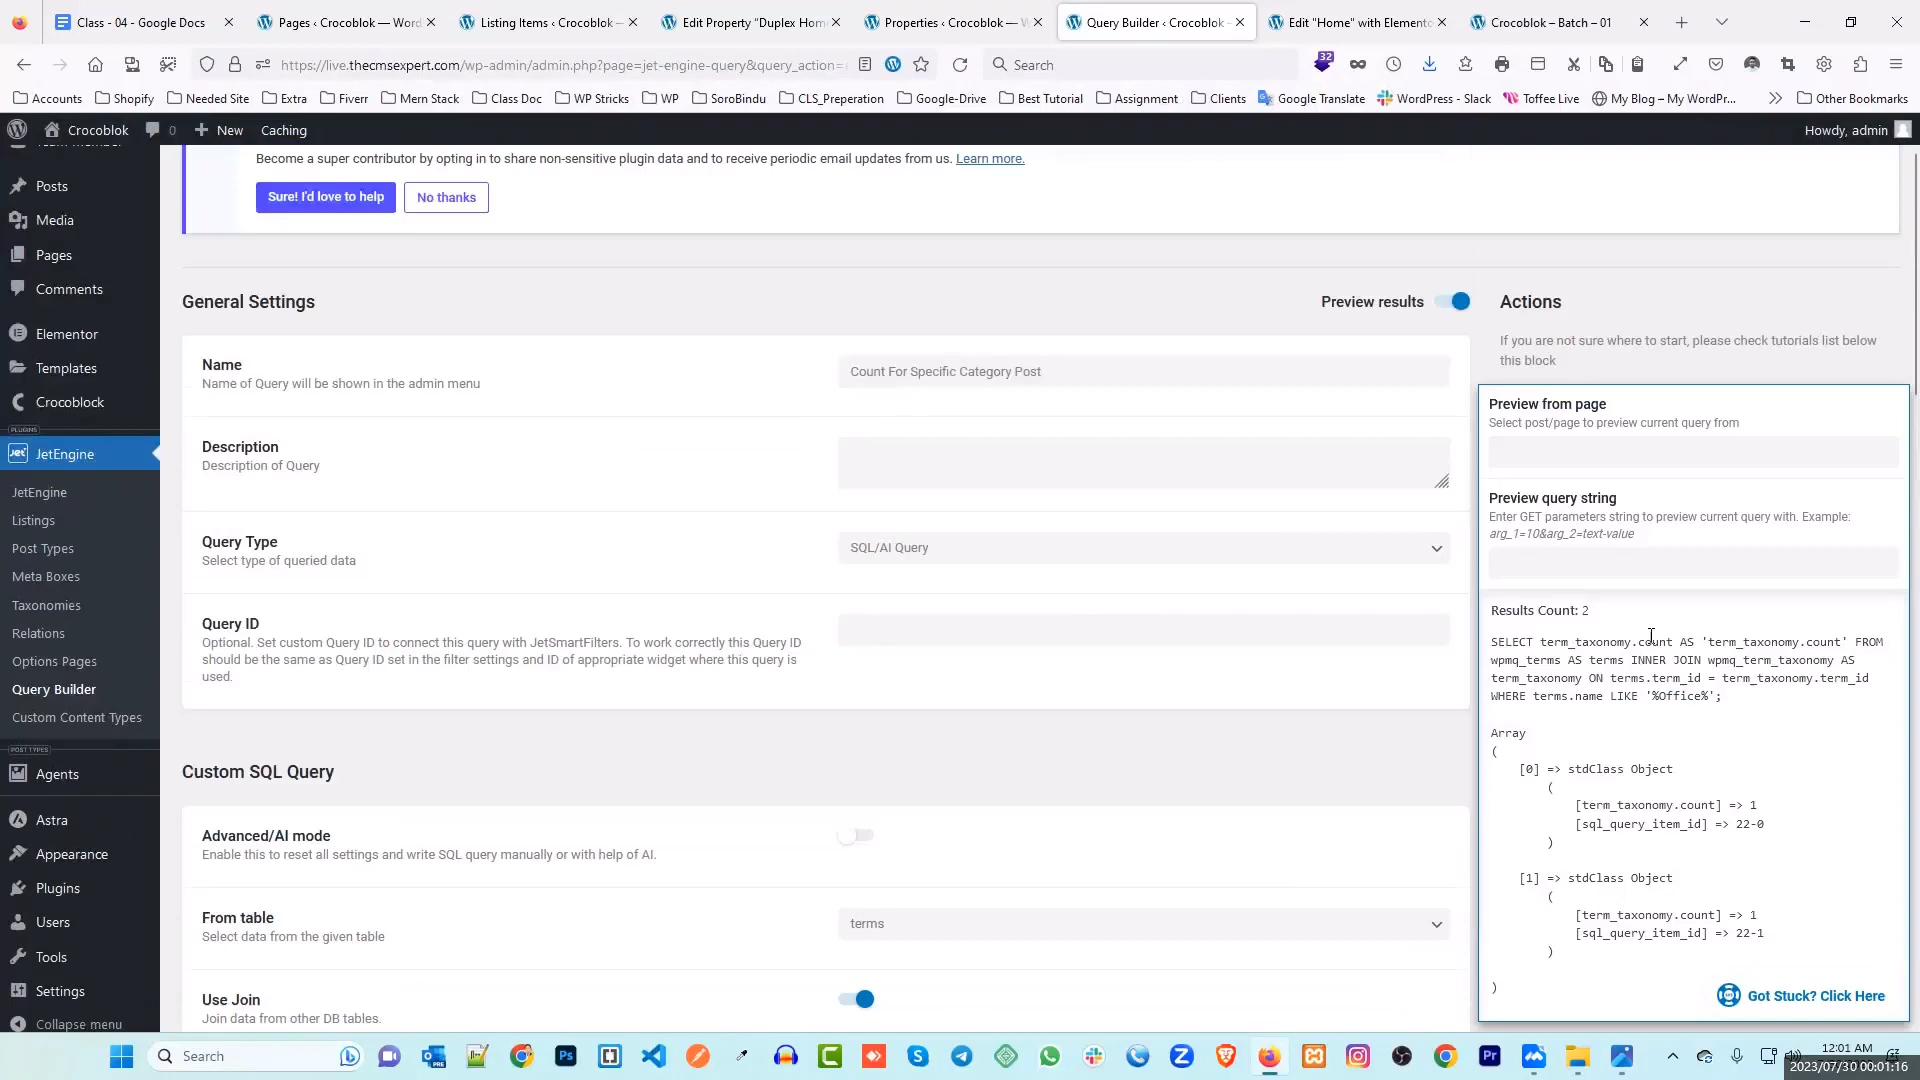 Class - 04 - Google Docs
Pages ‹ Crocoblok — Word
Listing Items ‹ Crocoblok —
Edit Property "Duplex Hom
Properties ‹ Crocoblok — W
Query Builder ‹ Crocoblok
Edit "Home" with Elemento
Crocoblok – Batch – 01
https://live.thecmsexpert.com/wp-admin/admin.php?page=jet-engine-query&query_action=
Search
32
Accounts
Shopify
Needed Site
Extra
Fiverr
Mern Stack
Class Doc
WP Stricks
WP
SoroBindu
CLS_Preperation
Google-Drive
Best Tutorial
Assignment
Clients
Google Translate
WordPress - Slack
Toffee Live
My Blog – My WordPr...
Other Bookmarks
Crocoblok
0
New
Caching
Howdy, admin
Posts
Media
Pages
Comments
Elementor
Templates
Crocoblock
PLUGINS
JetEngine
JetEngine
Listings
Post Types
Meta Boxes
Taxonomies
Relations
Options Pages
Query Builder
Custom Content Types
POST TYPES
Agents
Astra
Appearance
Plugins
Users
Tools
Settings
Collapse menu
Become a super contributor by opting in to share non-sensitive plugin data and to receive periodic email updates from us. Learn more.
Sure! I'd love to help
No thanks
General Settings
Preview results
Name
Name of Query will be shown in the admin menu
Count For Specific Category Post
Description
Description of Query
Query Type
Select type of queried data
SQL/AI Query
Query ID
Optional. Set custom Query ID to connect this query with JetSmartFilters. To work correctly this Query ID
should be the same as Query ID set in the filter settings and ID of appropriate widget where this query is
used.
Custom SQL Query
Advanced/AI mode
Enable this to reset all settings and write SQL query manually or with help of AI.
From table
Select data from the given table
terms
Use Join
Join data from other DB tables.
Actions
If you are not sure where to start, please check tutorials list below
this block
Preview from page
Select post/page to preview current query from
Preview query string
Enter GET parameters string to preview current query with. Example:
arg_1=10&arg_2=text-value
Results Count: 2
SELECT term_taxonomy.count AS 'term_taxonomy.count' FROM
wpmq_terms AS terms INNER JOIN wpmq_term_taxonomy AS
term_taxonomy ON terms.term_id = term_taxonomy.term_id
WHERE terms.name LIKE '%Office%';
Array
(
[0] => stdClass Object
(
[term_taxonomy.count] => 1
[sql_query_item_id] => 22-0
)
[1] => stdClass Object
(
[term_taxonomy.count] => 1
[sql_query_item_id] => 22-1
)
)
Got Stuck? Click Here
Search
12:01 AM
2023/07/30 00:01:16